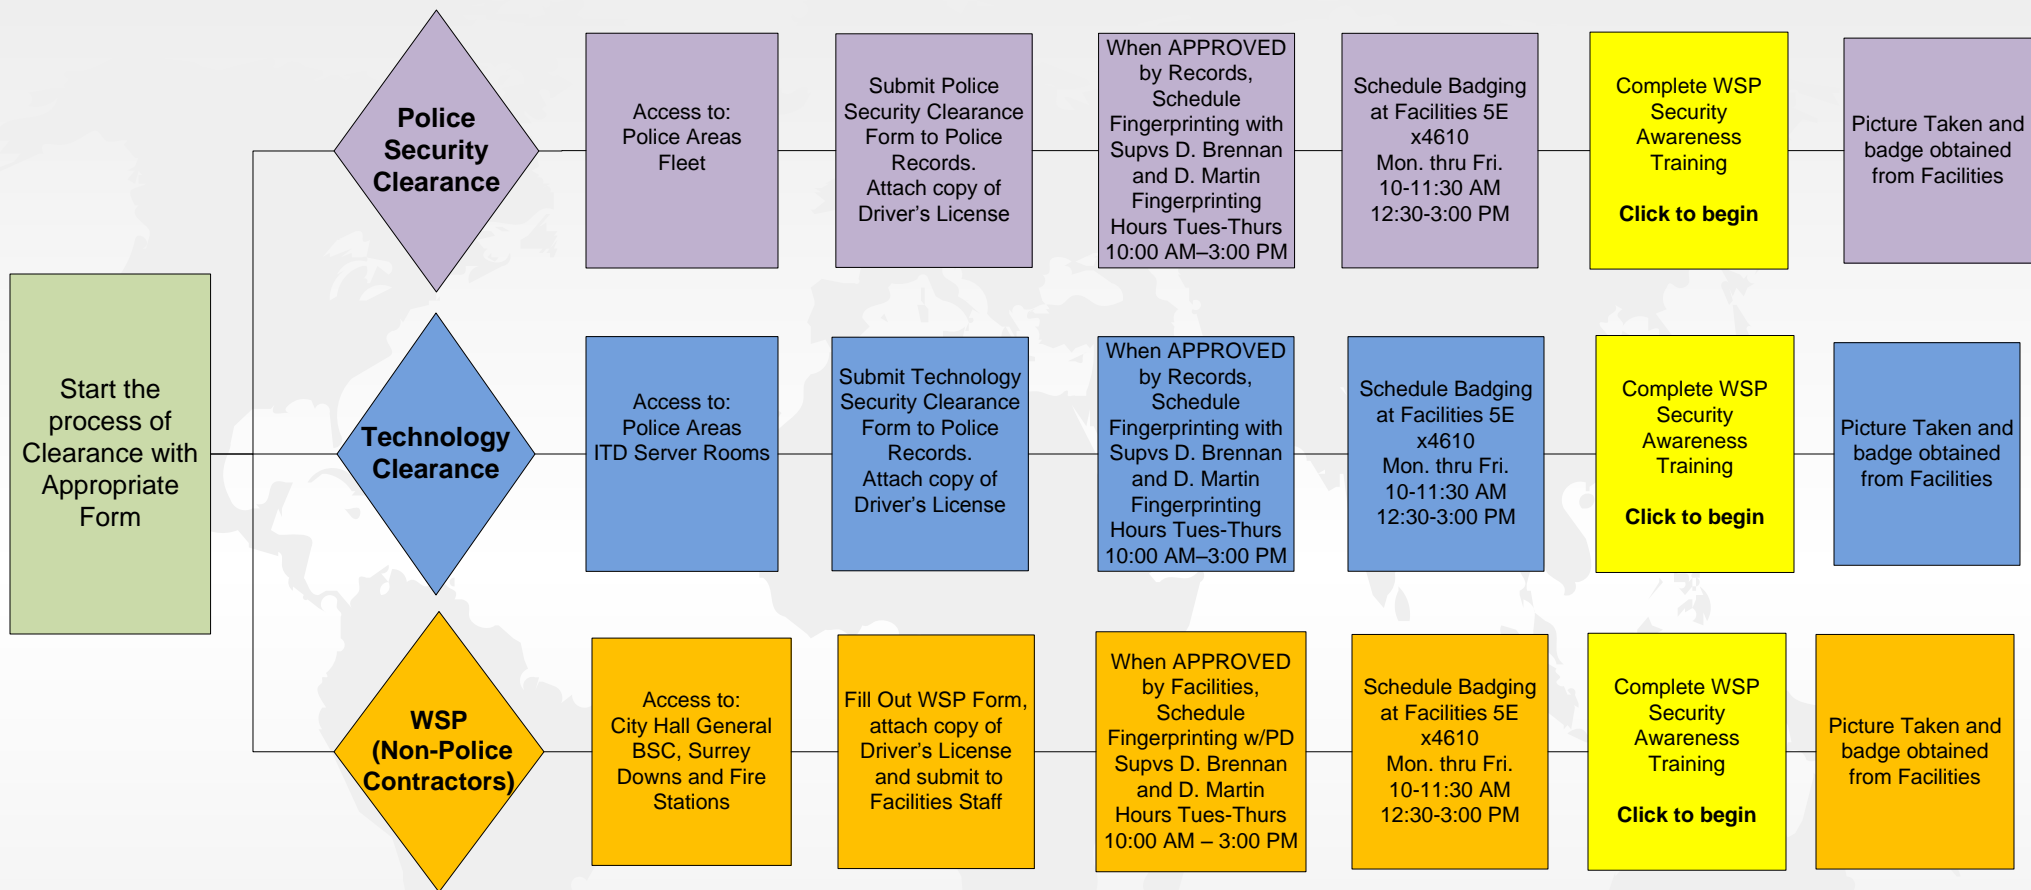 Start the
process of
Clearance with
Appropriate
Form
Police
Security
Clearance
Access to:
Police Areas
Fleet
Submit Police
Security Clearance
Form to Police
Records.
Attach copy of
Driver’s License
When APPROVED
by Records,
Schedule
Fingerprinting with
Supvs D. Brennan
and D. Martin
Fingerprinting
Hours Tues-Thurs
10:00 AM–3:00 PM
Schedule Badging
at Facilities 5E
x4610
Mon. thru Fri.
10-11:30 AM
12:30-3:00 PM
Complete WSP
Security
Awareness
Training
Click to begin
Picture Taken and
badge obtained
from Facilities
Technology
Clearance
Access to:
Police Areas
ITD Server Rooms
Submit Technology
Security Clearance
Form to Police
Records.
Attach copy of
Driver’s License
When APPROVED
by Records,
Schedule
Fingerprinting with
Supvs D. Brennan
and D. Martin
Fingerprinting
Hours Tues-Thurs
10:00 AM–3:00 PM
Schedule Badging
at Facilities 5E
x4610
Mon. thru Fri.
10-11:30 AM
12:30-3:00 PM
Complete WSP
Security
Awareness
Training
Click to begin
Picture Taken and
badge obtained
from Facilities
WSP
(Non-Police
Contractors)
Access to:
City Hall General
BSC, Surrey
Downs and Fire
Stations
Fill Out WSP Form,
attach copy of
Driver’s License
and submit to
Facilities Staff
When APPROVED
by Facilities,
Schedule
Fingerprinting w/PD
Supvs D. Brennan
and D. Martin
Hours Tues-Thurs
10:00 AM – 3:00 PM
Schedule Badging
at Facilities 5E
x4610
Mon. thru Fri.
10-11:30 AM
12:30-3:00 PM
Complete WSP
Security
Awareness
Training
Click to begin
Picture Taken and
badge obtained
from Facilities